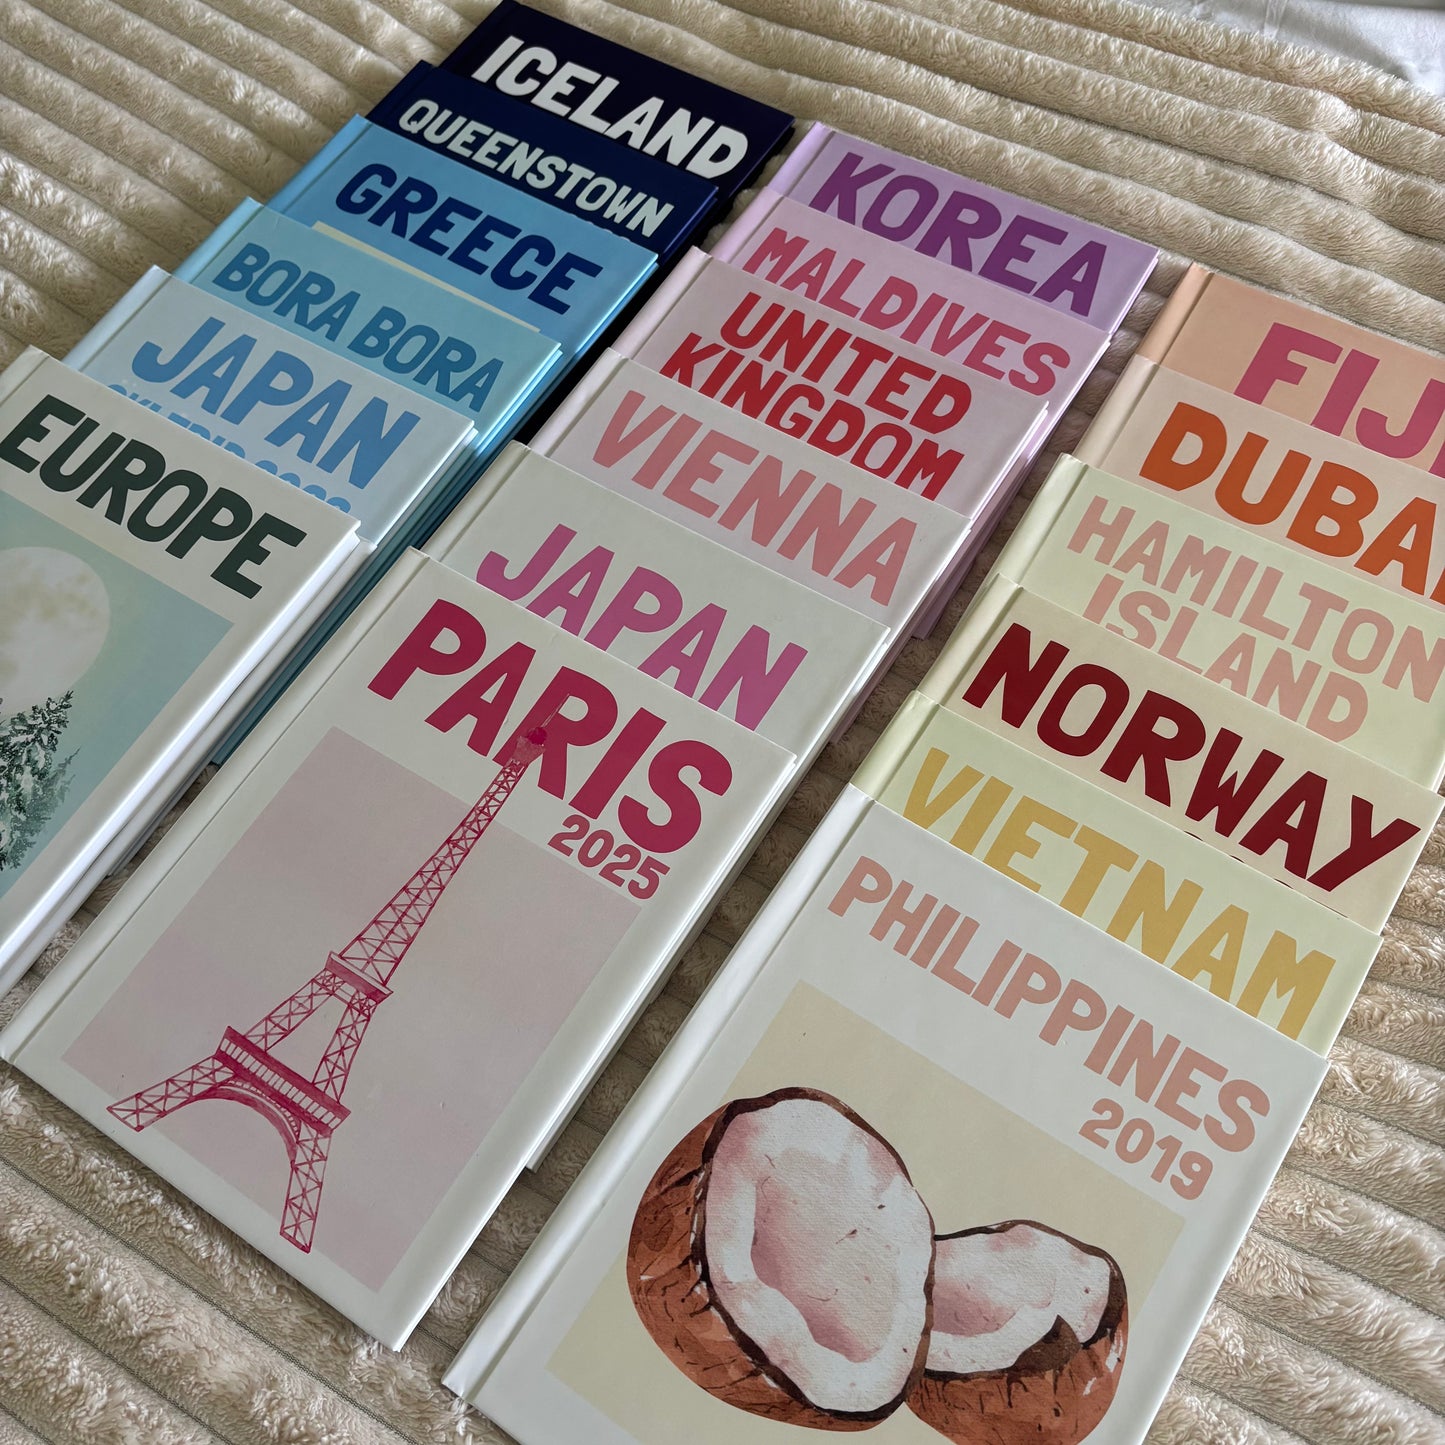 ICELAND
QUEENSTOWN
GREECE
BORA BORA
JAPAN
EUROPE
KOREA
MALDIVES
UNITED
KINGDOM
VIENNA
JAPAN
PARIS
2025
FIJI
DUBAI
HAMILTON
ISLAND
NORWAY
VIETNAM
PHILIPPINES
2019